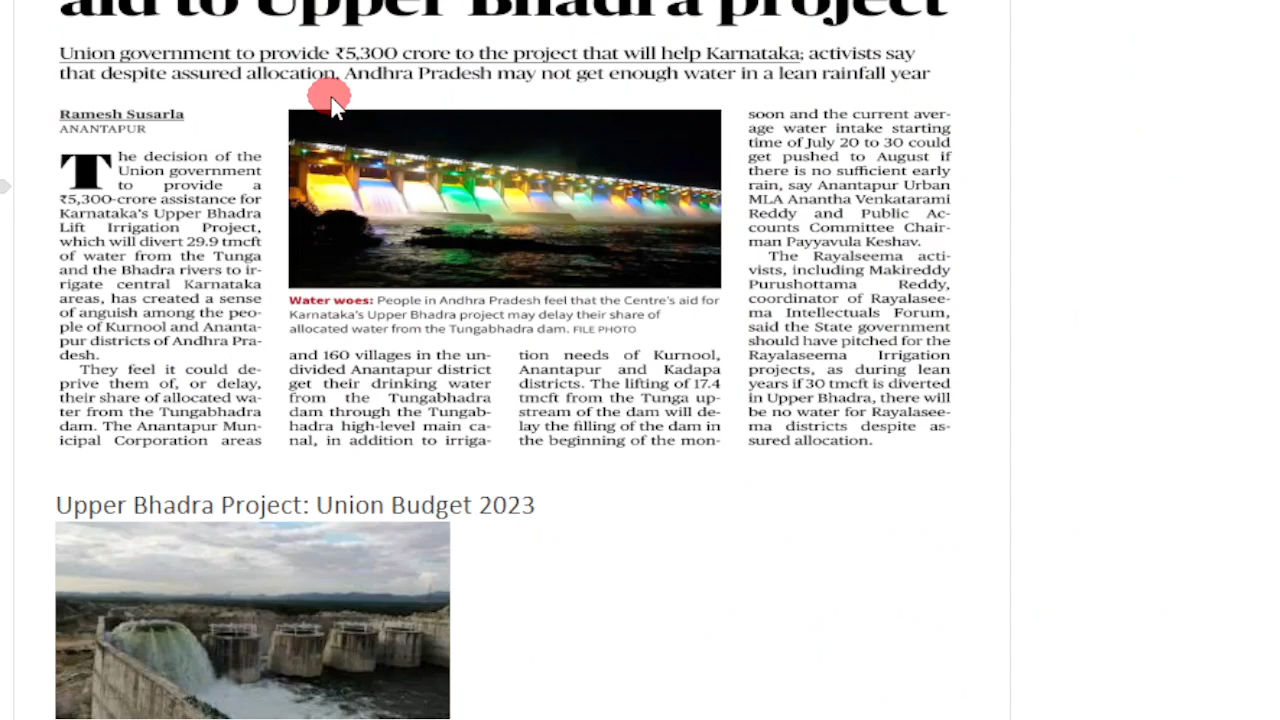 aid to Upper Bhadra project
Union government to provide ₹5,300 crore to the project that will help Karnataka; activists say
that despite assured allocation, Andhra Pradesh may not get enough water in a lean rainfall year
Ramesh Susarla
ANANTAPUR
The decision of the
Union government
to provide a
₹5,300-crore assistance for
Karnataka's Upper Bhadra
Lift Irrigation Project,
which will divert 29.9 tmcft
of water from the Tunga
and the Bhadra rivers to ir-
rigate central Karnataka
areas, has created a sense
of anguish among the peo-
ple of Kurnool and Ananta-
pur districts of Andhra Pra-
desh.
They feel it could de-
prive them of, or delay,
their share of allocated wa-
ter from the Tungabhadra
dam. The Anantapur Mun-
icipal Corporation areas
Water woes: People in Andhra Pradesh feel that the Centre's aid for
Karnataka's Upper Bhadra project may delay their share of
allocated water from the Tungabhadra dam. FILE PHOTO
and 160 villages in the un-
divided Anantapur district
get their drinking water
from the Tungabhadra
dam through the Tungab-
hadra high-level main ca-
nal, in addition to irriga-
tion needs of Kurnool,
Anantapur and Kadapa
districts. The lifting of 17.4
tmcft from the Tunga up-
stream of the dam will de-
lay the filling of the dam in
the beginning of the mon-
soon and the current aver-
age water intake starting
time of July 20 to 30 could
get pushed to August if
there is no sufficient early
rain, say Anantapur Urban
MLA Anantha Venkatarami
Reddy and Public Ac-
counts Committee Chair-
man Payyavula Keshav.
The Rayalseema acti-
vists, including Makireddy
Purushottama Reddy,
coordinator of Rayalasee-
ma Intellectuals Forum,
said the State government
should have pitched for the
Rayalaseema Irrigation
projects, as during lean
years if 30 tmcft is diverted
in Upper Bhadra, there will
be no water for Rayalasee-
ma districts despite as-
sured allocation.
Upper Bhadra Project: Union Budget 2023